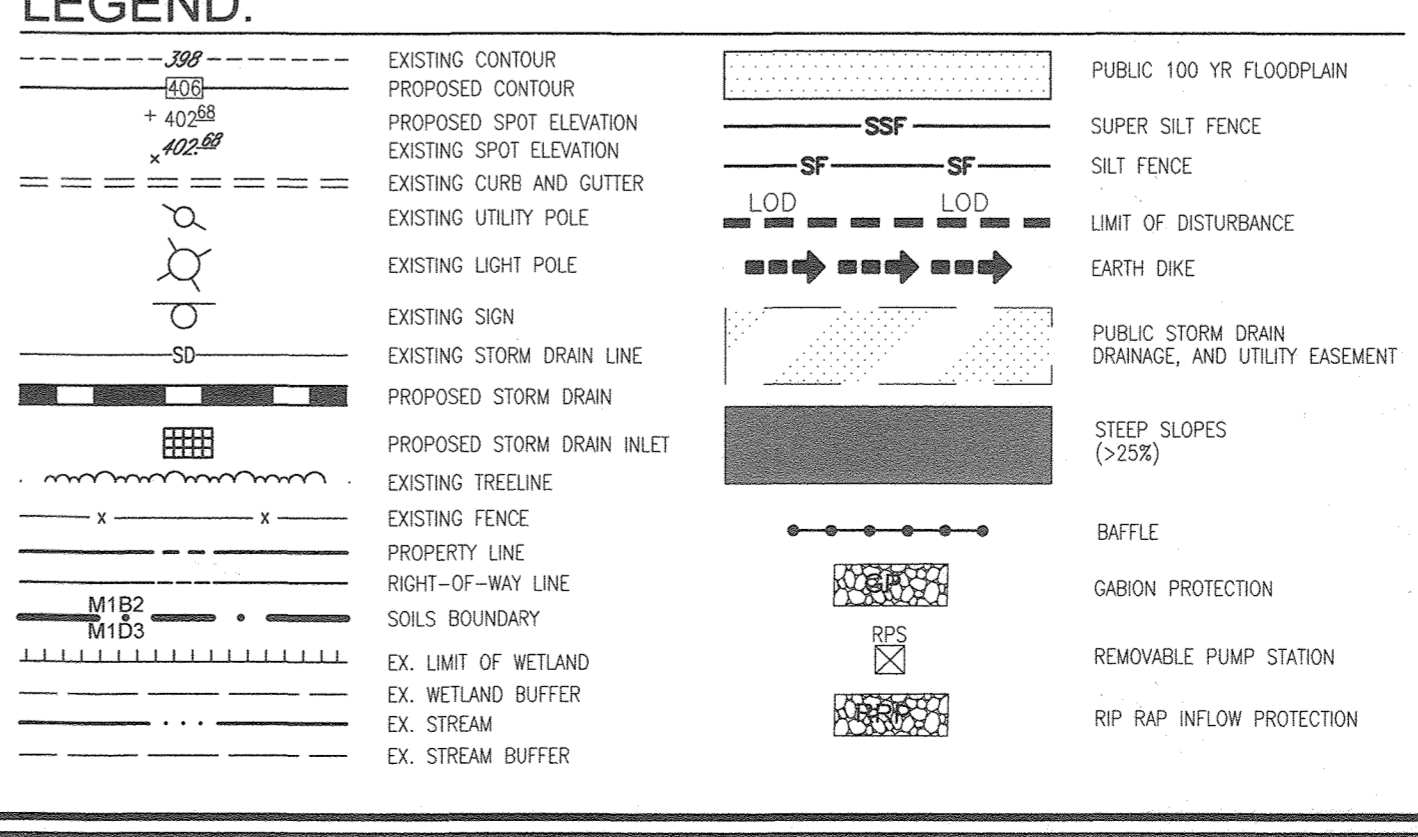 LEGEND:
398
EXISTING CONTOUR
406
PROPOSED CONTOUR
+ 402 68
PROPOSED SPOT ELEVATION
x 402.68
EXISTING SPOT ELEVATION
EXISTING CURB AND GUTTER
EXISTING UTILITY POLE
EXISTING LIGHT POLE
EXISTING SIGN
SD
EXISTING STORM DRAIN LINE
PROPOSED STORM DRAIN
PROPOSED STORM DRAIN INLET
EXISTING TREELINE
X X
EXISTING FENCE
PROPERTY LINE
RIGHT-OF-WAY LINE
M1B2
M1D3
SOILS BOUNDARY
EX. LIMIT OF WETLAND
EX. WETLAND BUFFER
EX. STREAM
EX. STREAM BUFFER
PUBLIC 100 YR FLOODPLAIN
SSF
SUPER SILT FENCE
SF SF
SILT FENCE
LOD LOD
LIMIT OF DISTURBANCE
EARTH DIKE
PUBLIC STORM DRAIN
DRAINAGE, AND UTILITY EASEMENT
STEEP SLOPES
(>25%)
BAFFLE
GP
GABION PROTECTION
RPS
REMOVABLE PUMP STATION
RRP
RIP RAP INFLOW PROTECTION